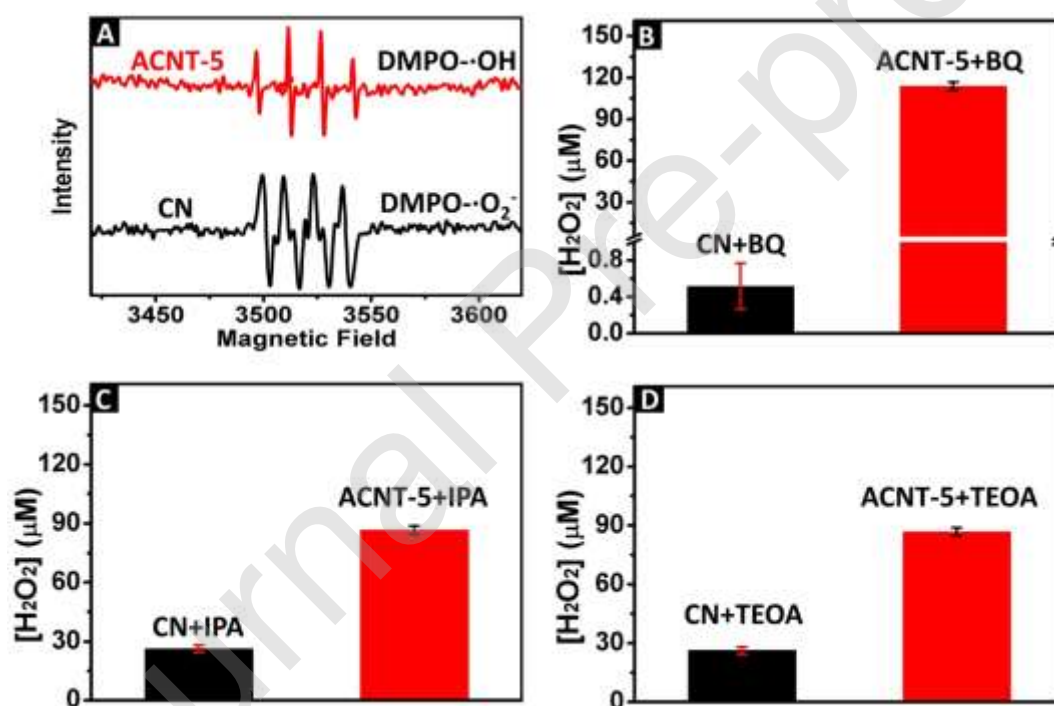 A
ACNT-5
DMPO-·OH
CN
DMPO-·O₂⁻
Intensity
3450
3500
3550
3600
Magnetic Field
B
150
120
90
60
30
0.8
0.4
0.0
[H₂O₂] (μM)
ACNT-5+BQ
CN+BQ
C
150
120
90
60
30
0
[H₂O₂] (μM)
ACNT-5+IPA
CN+IPA
D
150
120
90
60
30
0
[H₂O₂] (μM)
ACNT-5+TEOA
CN+TEOA
urnal Pre-p